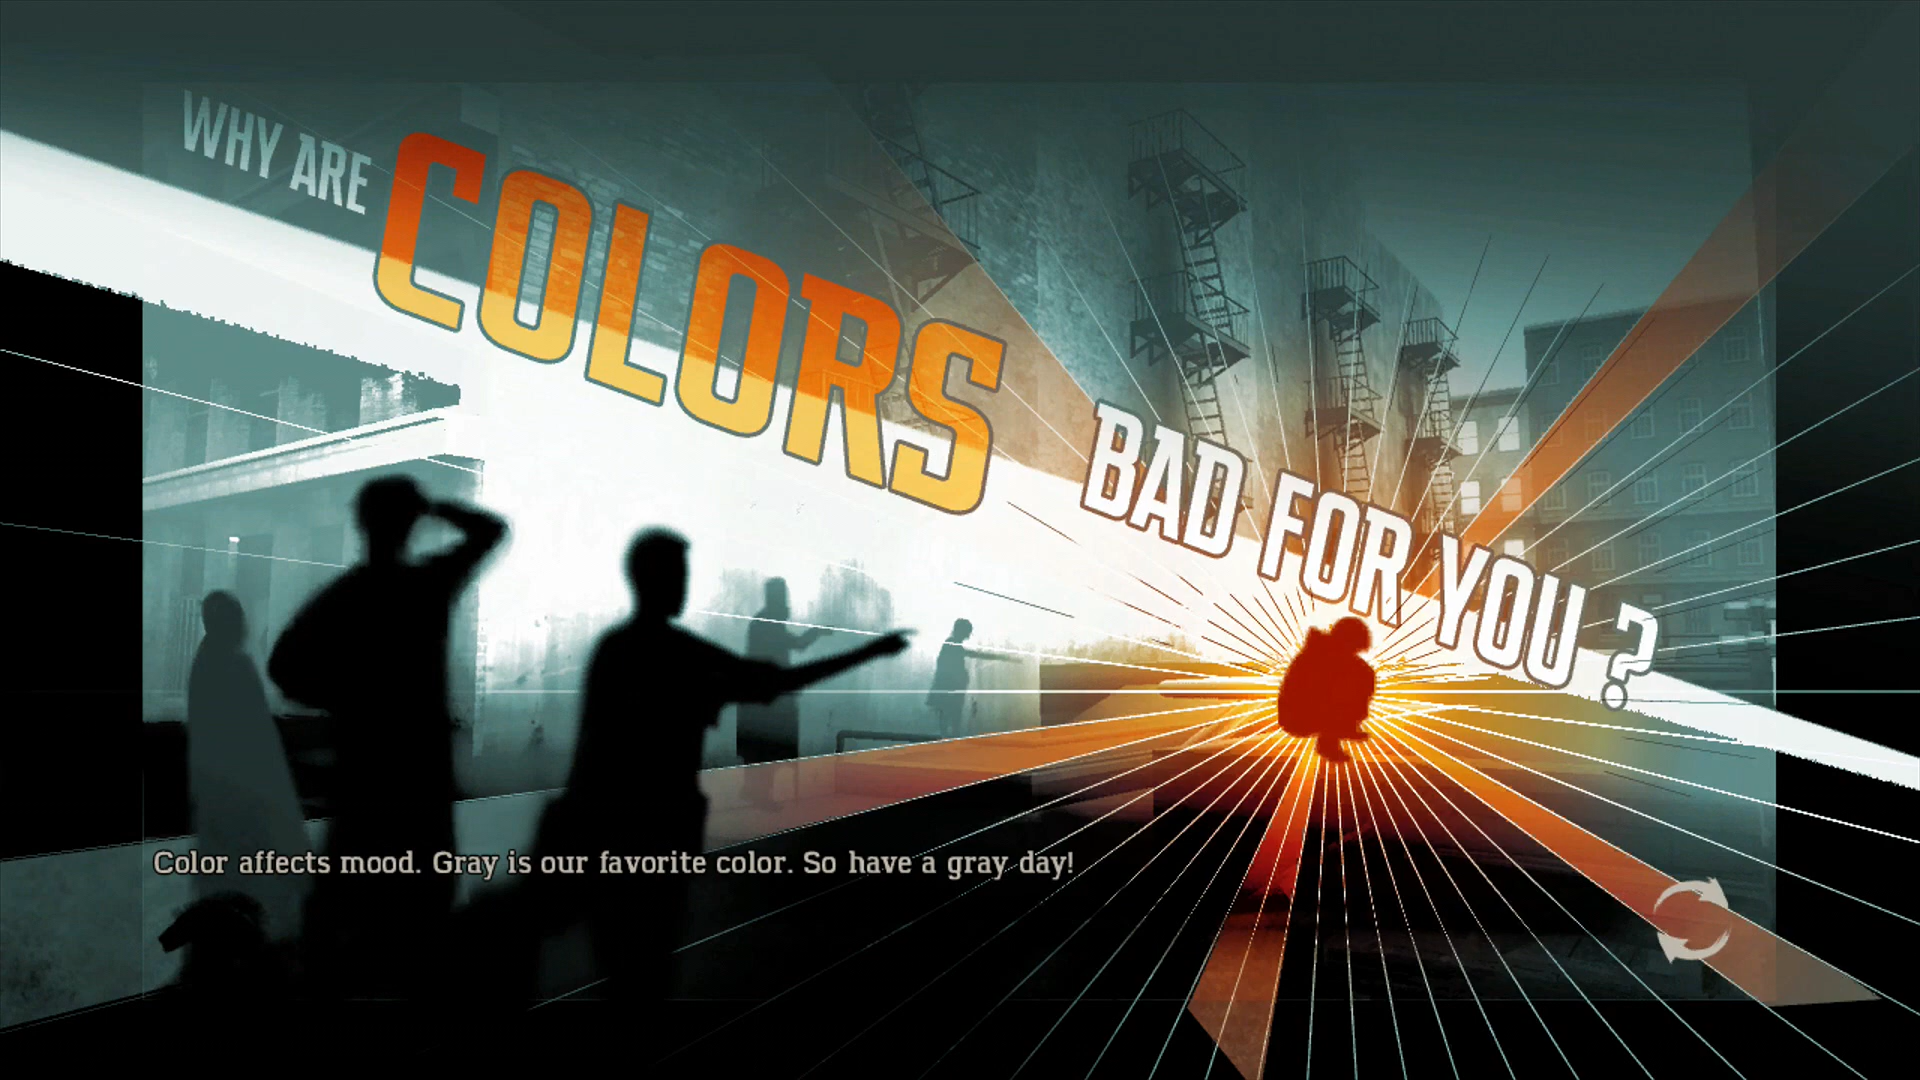 WHY ARE COLORS BAD FOR YOU ?
Color affects mood. Gray is our favorite color. So have a gray day!